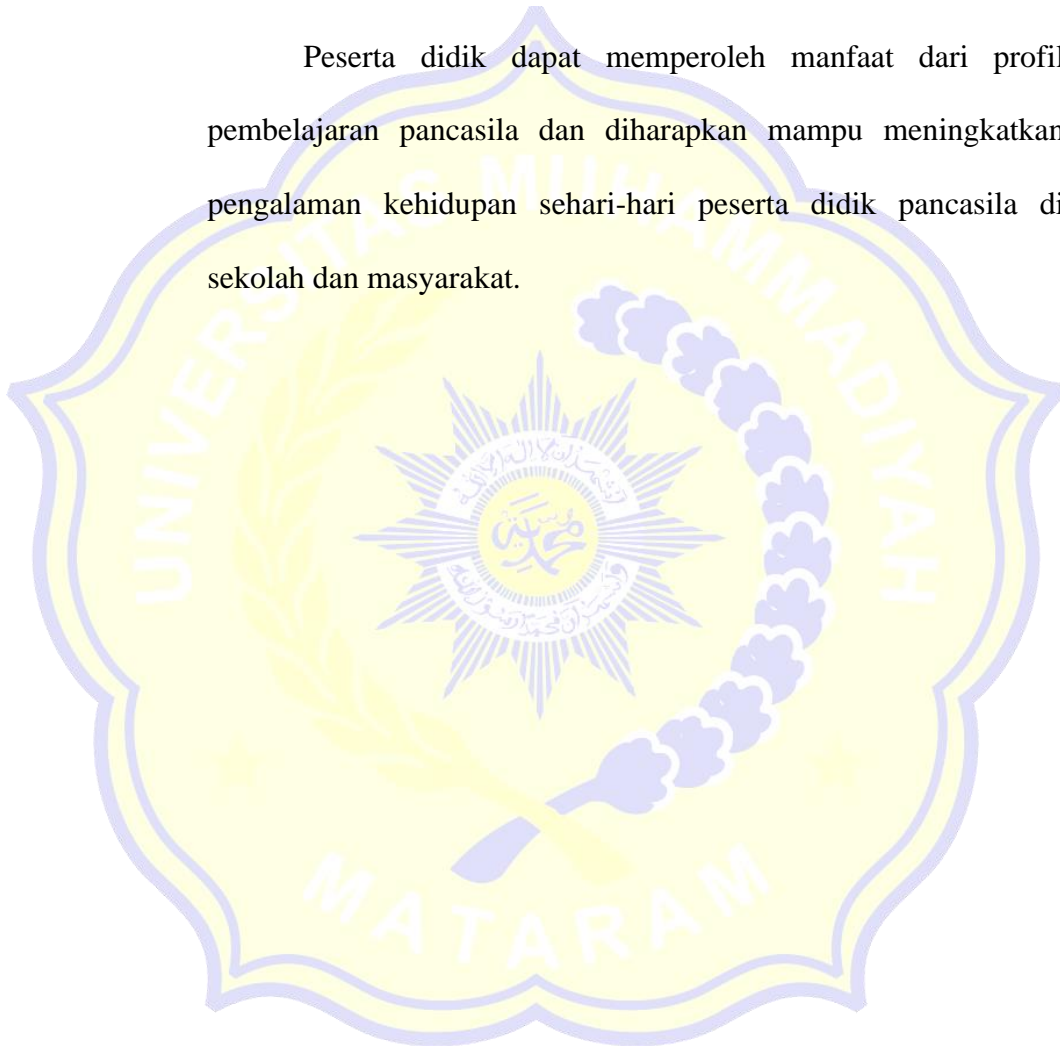 Peserta didik dapat memperoleh manfaat dari profil
pembelajaran pancasila dan diharapkan mampu meningkatkan
pengalaman kehidupan sehari-hari peserta didik pancasila di
sekolah dan masyarakat.
UNIVERSITAS MUHAMMADIYAH
MATARAM